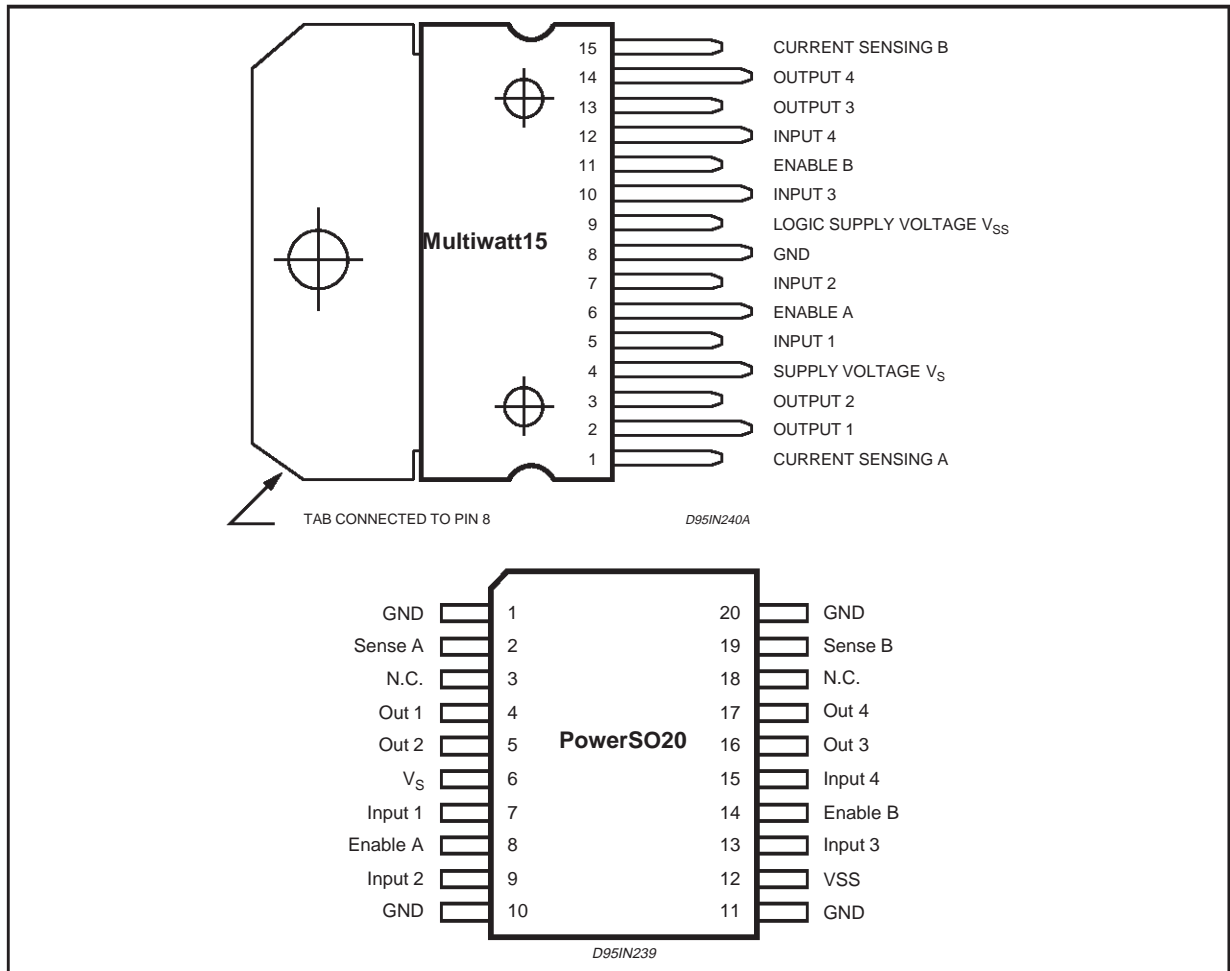 15 CURRENT SENSING B
14 OUTPUT 4
13 OUTPUT 3
12 INPUT 4
11 ENABLE B
10 INPUT 3
9 LOGIC SUPPLY VOLTAGE VSS
Multiwatt15
8 GND
7 INPUT 2
6 ENABLE A
5 INPUT 1
4 SUPPLY VOLTAGE VS
3 OUTPUT 2
2 OUTPUT 1
1 CURRENT SENSING A
TAB CONNECTED TO PIN 8
D95IN240A
GND 1 20 GND
Sense A 2 19 Sense B
N.C. 3 18 N.C.
Out 1 4 17 Out 4
Out 2 5 PowerSO20 16 Out 3
VS 6 15 Input 4
Input 1 7 14 Enable B
Enable A 8 13 Input 3
Input 2 9 12 VSS
GND 10 11 GND
D95IN239